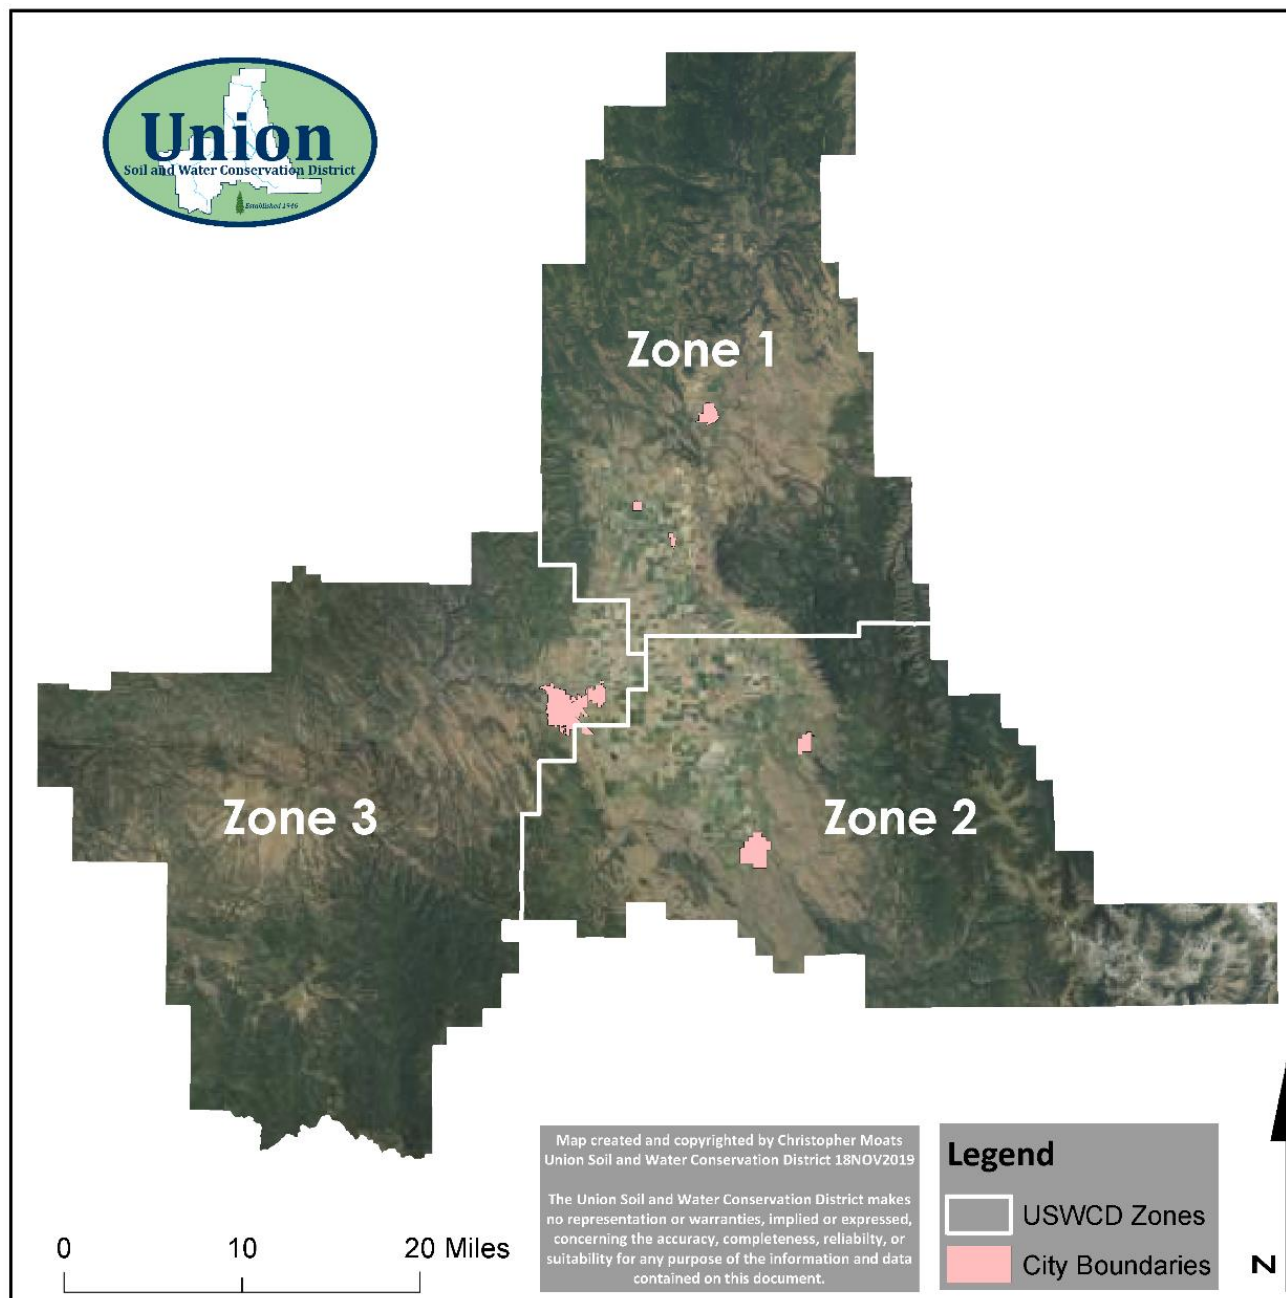 Union
Soil and Water Conservation District
Established 1946
Zone 1
Zone 3
Zone 2
Map created and copyrighted by Christopher Moats
Union Soil and Water Conservation District 18NOV2019
The Union Soil and Water Conservation District makes
no representation or warranties, implied or expressed,
concerning the accuracy, completeness, reliabilty, or
suitability for any purpose of the information and data
contained on this document.
Legend
USWCD Zones
City Boundaries
0 10 20 Miles
N